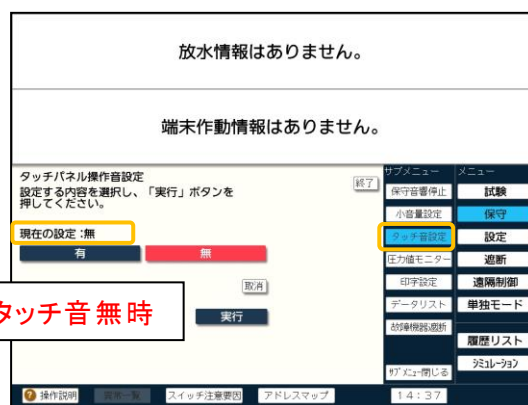 放水情報はありません。
端末作動情報はありません。
タッチパネル操作音設定
設定する内容を選択し、「実行」ボタンを
押してください。
終了
現在の設定:無
有
無
取消
実行
タッチ音無時
サブメニュー
保守音響停止
小音量設定
タッチ音設定
圧力値モニター
印字設定
データリスト
故障機器遮断
サブメニュー閉じる
メニュー
試験
保守
設定
遮断
遠隔制御
単独モード
履歴リスト
シミュレーション
操作説明
スイッチ注意要因
アドレスマップ
14:37